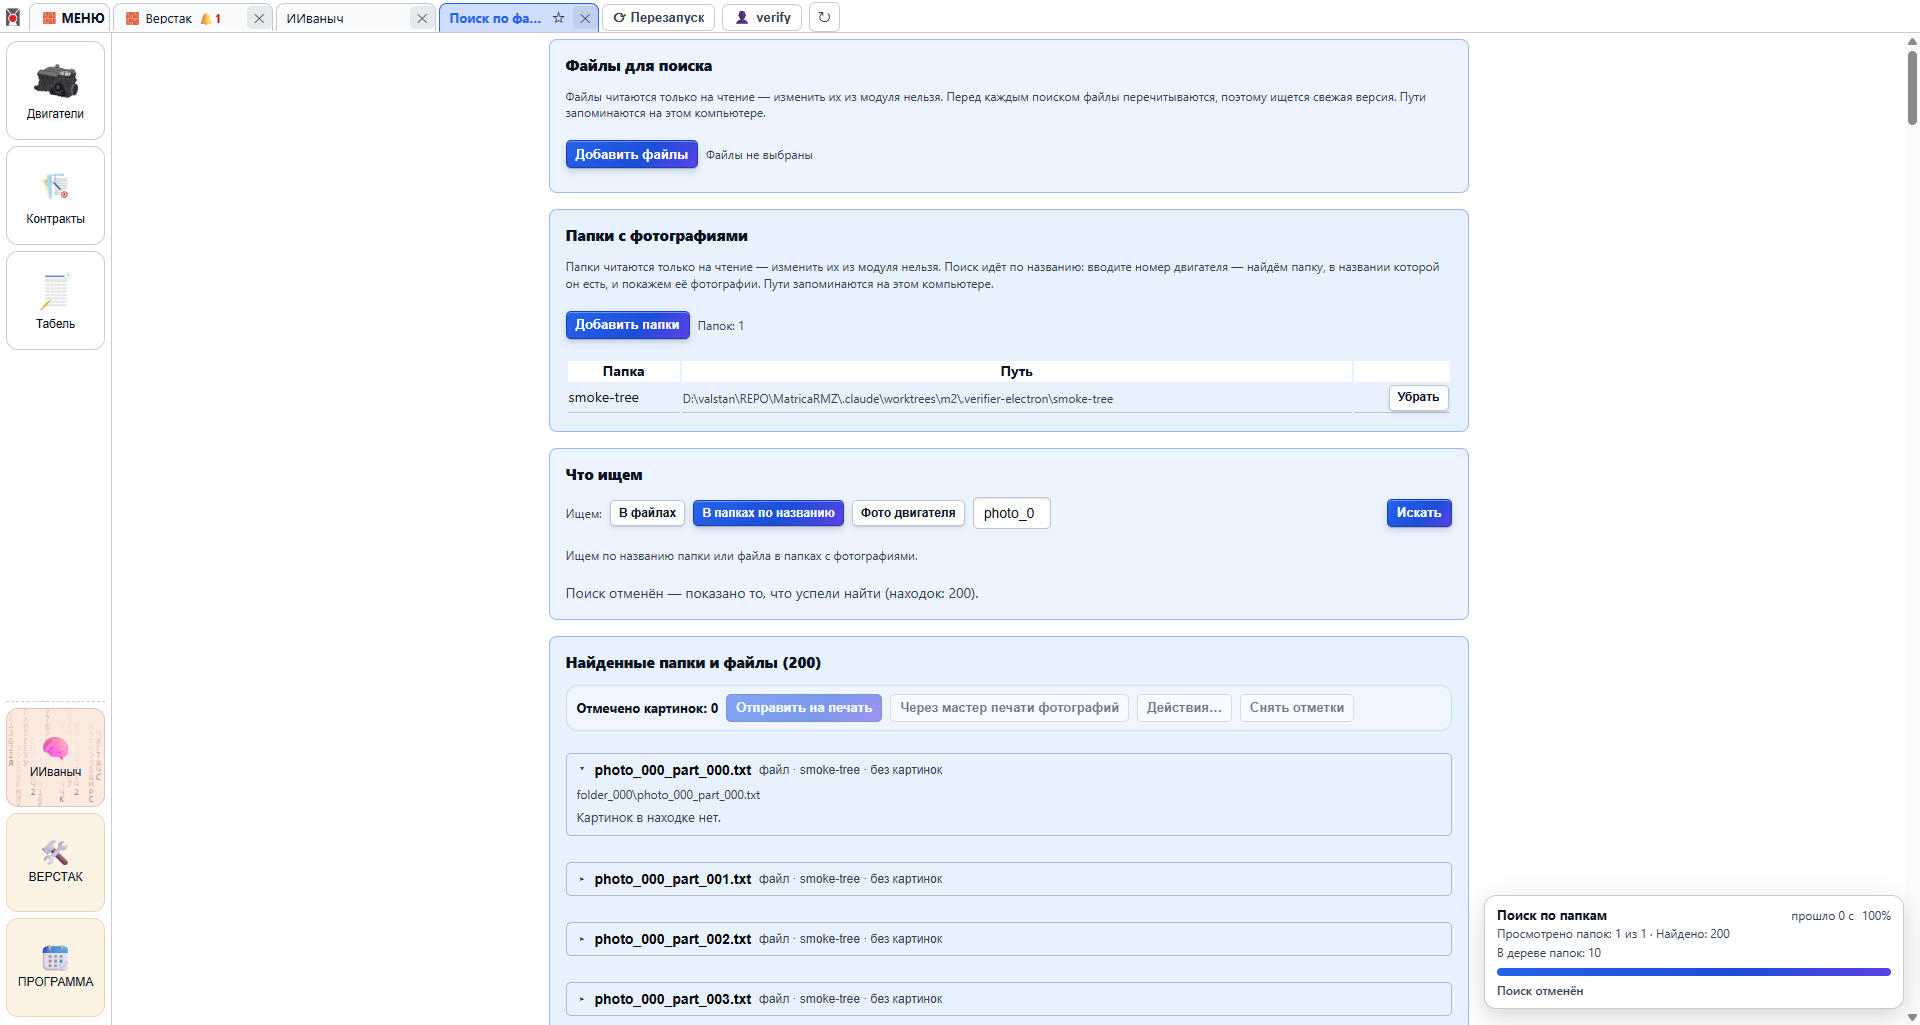 МЕНЮ
Верстак 1
ИИваныч
Поиск по фа...
Перезапуск
verify
Двигатели
Контракты
Табель
ИИваныч
ВЕРСТАК
ПРОГРАММА
Файлы для поиска
Файлы читаются только на чтение — изменить их из модуля нельзя. Перед каждым поиском файлы перечитываются, поэтому ищется свежая версия. Пути
запоминаются на этом компьютере.
Добавить файлы Файлы не выбраны
Папки с фотографиями
Папки читаются только на чтение — изменить их из модуля нельзя. Поиск идёт по названию: вводите номер двигателя — найдём папку, в названии которой
он есть, и покажем её фотографии. Пути запоминаются на этом компьютере.
Добавить папки Папок: 1
Папка Путь
smoke-tree D:\valstan\REPO\MatricaRMZ\.claude\worktrees\m2\.verifier-electron\smoke-tree Убрать
Что ищем
Ищем: В файлах В папках по названию Фото двигателя photo_0 Искать
Ищем по названию папки или файла в папках с фотографиями.
Поиск отменён — показано то, что успели найти (находок: 200).
Найденные папки и файлы (200)
Отмечено картинок: 0 Отправить на печать Через мастер печати фотографий Действия... Снять отметки
photo_000_part_000.txt файл · smoke-tree · без картинок
folder_000\photo_000_part_000.txt
Картинок в находке нет.
photo_000_part_001.txt файл · smoke-tree · без картинок
photo_000_part_002.txt файл · smoke-tree · без картинок
photo_000_part_003.txt файл · smoke-tree · без картинок
Поиск по папкам прошло 0 с 100%
Просмотрено папок: 1 из 1 · Найдено: 200
В дереве папок: 10
Поиск отменён